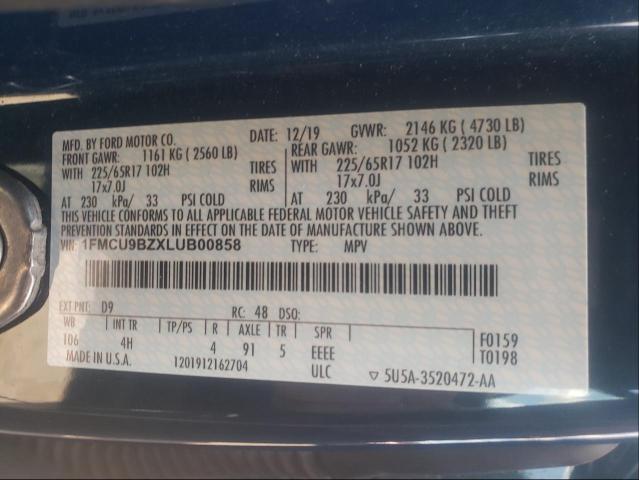 MFD. BY FORD MOTOR CO. DATE: 12/19 GVWR: 2146 KG ( 4730 LB)
FRONT GAWR: 1161 KG ( 2560 LB) REAR GAWR: 1052 KG ( 2320 LB)
WITH 225/65R17 102H TIRES WITH 225/65R17 102H TIRES
17x7.0J RIMS 17x7.0J RIMS
AT 230 kPa/ 33 PSI COLD AT 230 kPa/ 33 PSI COLD
THIS VEHICLE CONFORMS TO ALL APPLICABLE FEDERAL MOTOR VEHICLE SAFETY AND THEFT
PREVENTION STANDARDS IN EFFECT ON THE DATE OF MANUFACTURE SHOWN ABOVE.
VIN: 1FMCU9BZXLUB00858 TYPE: MPV
EXT PNT: D9 RC: 48 DSO:
WB INT TR TP/PS R AXLE TR SPR F0159
106 4H 4 91 5 EEEE T0198
MADE IN U.S.A. 1201912162704 ULC ▽ 5U5A-3520472-AA